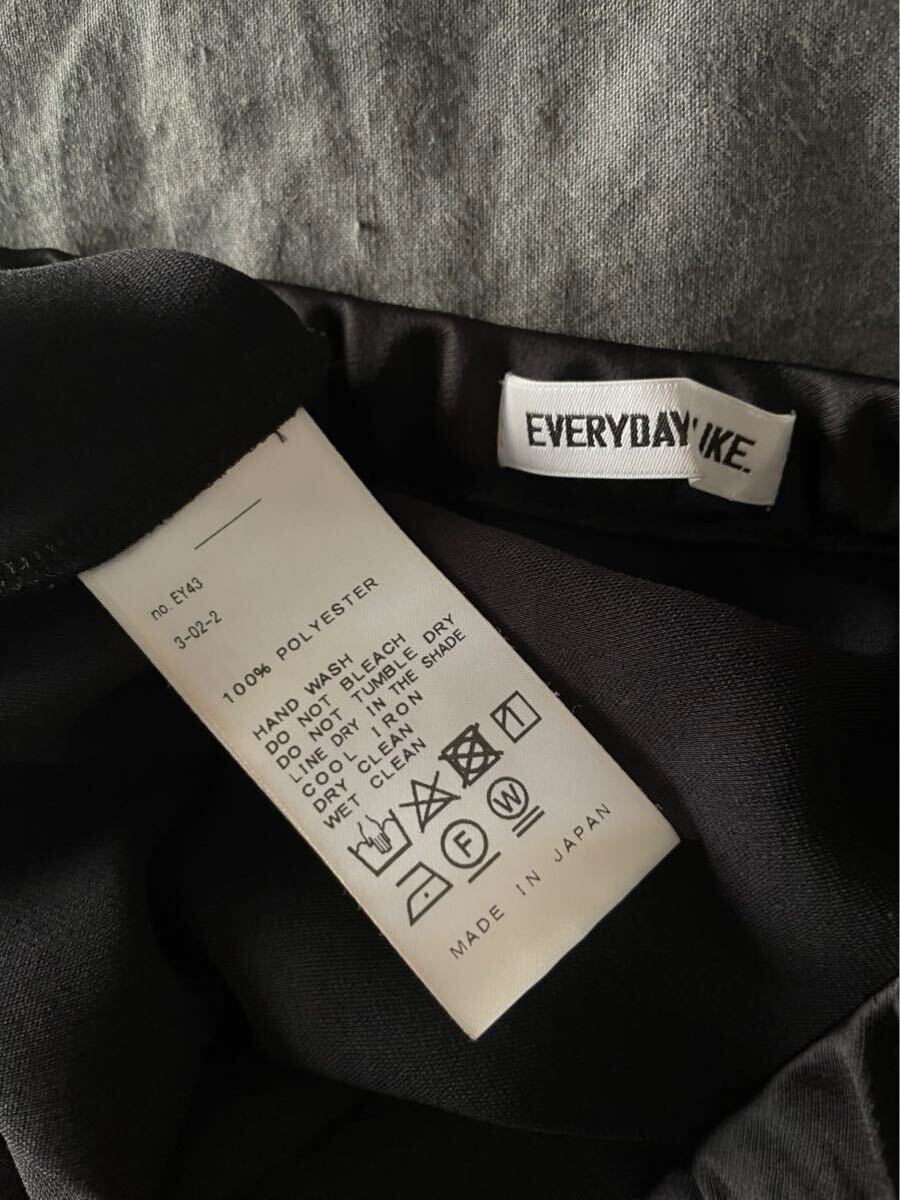 EVERYDAY IKE.
no. EY43
3-02-2
100% POLYESTER
HAND WASH
DO NOT BLEACH
DO NOT TUMBLE DRY
LINE DRY IN THE SHADE
COOL IRON
DRY CLEAN
WET CLEAN
F
W
MADE IN JAPAN